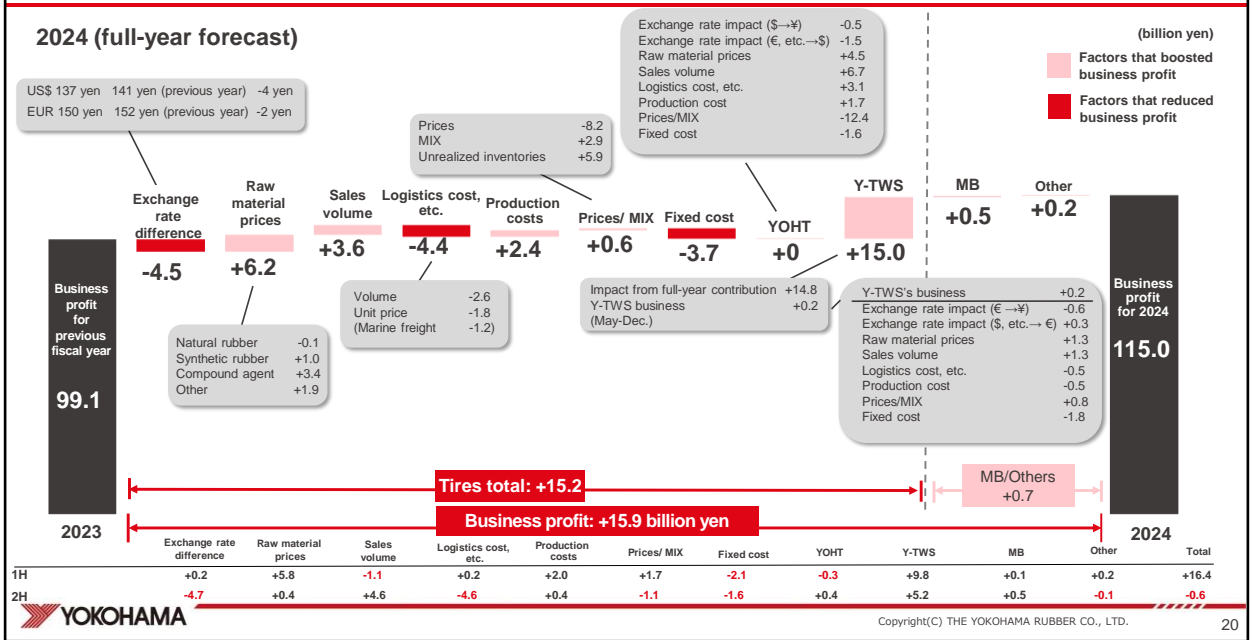 2024 (full-year forecast)
(billion yen)
Factors that boosted
business profit
Factors that reduced
business profit
US$ 137 yen 141 yen (previous year) -4 yen
EUR 150 yen 152 yen (previous year) -2 yen
Prices -8.2
MIX +2.9
Unrealized inventories +5.9
Exchange rate impact ($→¥) -0.5
Exchange rate impact (€, etc.→$) -1.5
Raw material prices +4.5
Sales volume +6.7
Logistics cost, etc. +3.1
Production cost +1.7
Prices/MIX -12.4
Fixed cost -1.6
Exchange
rate
difference
-4.5
Raw
material
prices
+6.2
Sales
volume
+3.6
Logistics cost,
etc.
-4.4
Production
costs
+2.4
Prices/ MIX
+0.6
Fixed cost
-3.7
YOHT
+0
Y-TWS
+15.0
MB
+0.5
Other
+0.2
Business
profit
for
previous
fiscal year
99.1
2023
Natural rubber -0.1
Synthetic rubber +1.0
Compound agent +3.4
Other +1.9
Volume -2.6
Unit price -1.8
(Marine freight -1.2)
Impact from full-year contribution +14.8
Y-TWS business +0.2
(May-Dec.)
Y-TWS's business +0.2
Exchange rate impact (€ →¥) -0.6
Exchange rate impact ($, etc.→ €) +0.3
Raw material prices +1.3
Sales volume +1.3
Logistics cost, etc. -0.5
Production cost -0.5
Prices/MIX +0.8
Fixed cost -1.8
Business
profit
for 2024
115.0
2024
Tires total: +15.2
MB/Others
+0.7
Business profit: +15.9 billion yen
Exchange rate difference Raw material prices Sales volume Logistics cost, etc. Production costs Prices/ MIX Fixed cost YOHT Y-TWS MB Other Total
1H +0.2 +5.8 -1.1 +0.2 +2.0 +1.7 -2.1 -0.3 +9.8 +0.1 +0.2 +16.4
2H -4.7 +0.4 +4.6 -4.6 +0.4 -1.1 -1.6 +0.4 +5.2 +0.5 -0.1 -0.6
YOKOHAMA
Copyright(C) THE YOKOHAMA RUBBER CO., LTD.
20